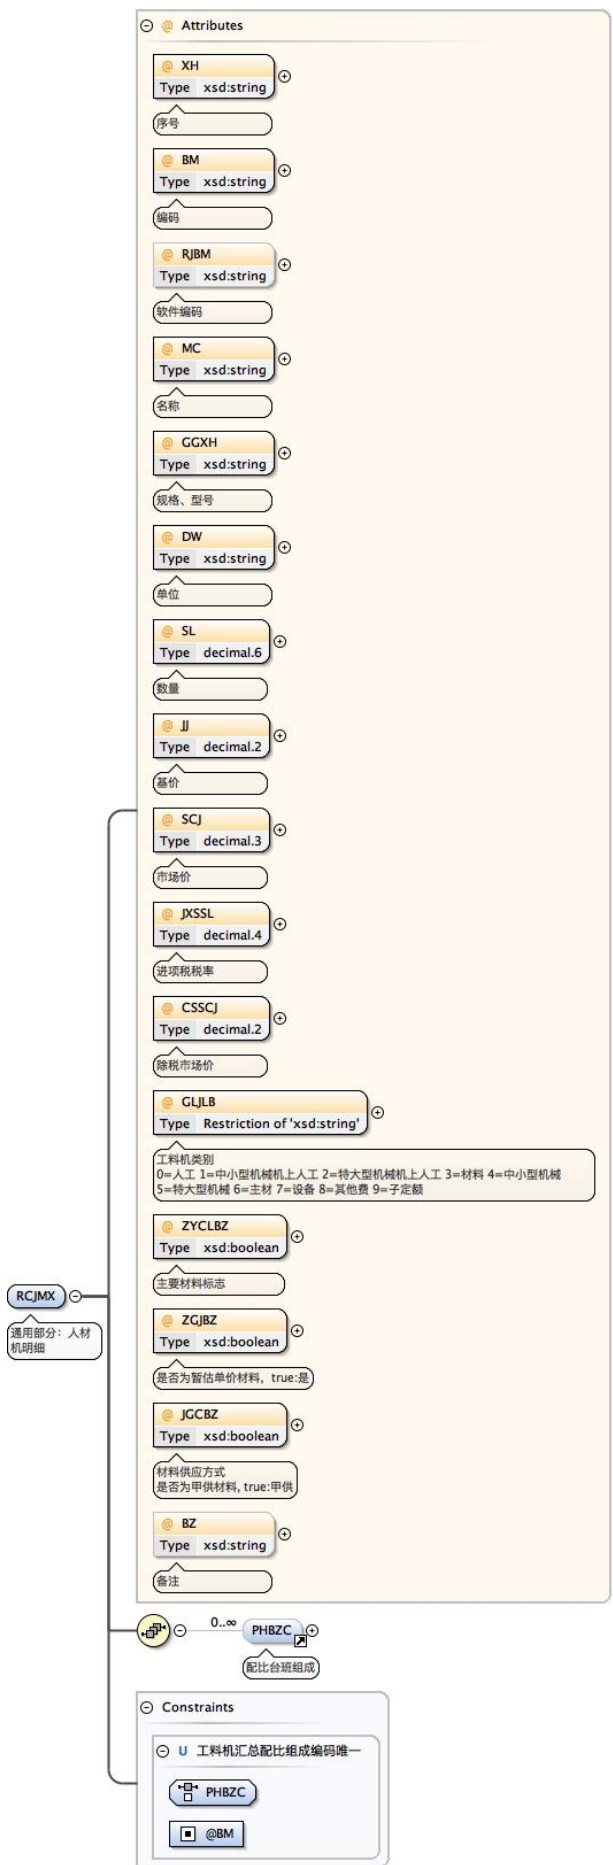 @ Attributes
@ XH
Type xsd:string
序号
@ BM
Type xsd:string
编码
@ RJBM
Type xsd:string
软件编码
@ MC
Type xsd:string
名称
@ GGXH
Type xsd:string
规格、型号
@ DW
Type xsd:string
单位
@ SL
Type decimal.6
数量
@ JJ
Type decimal.2
基价
@ SCJ
Type decimal.3
市场价
@ JXSSL
Type decimal.4
进项税税率
@ CSSCJ
Type decimal.2
除税市场价
@ GLJLB
Type Restriction of 'xsd:string'
工料机类别
0=人工 1=中小型机械机上人工 2=特大型机械机上人工 3=材料 4=中小型机械
5=特大型机械 6=主材 7=设备 8=其他费 9=子定额
@ ZYCLBZ
Type xsd:boolean
主要材料标志
@ ZGJBZ
Type xsd:boolean
是否为暂估单价材料，true:是
@ JGCBZ
Type xsd:boolean
材料供应方式
是否为甲供材料, true:甲供
@ BZ
Type xsd:string
备注
RCJMX
通用部分：人材
机明细
0..∞
PHBZC
配比台班组成
Constraints
U 工料机汇总配比组成编码唯一
PHBZC
@BM